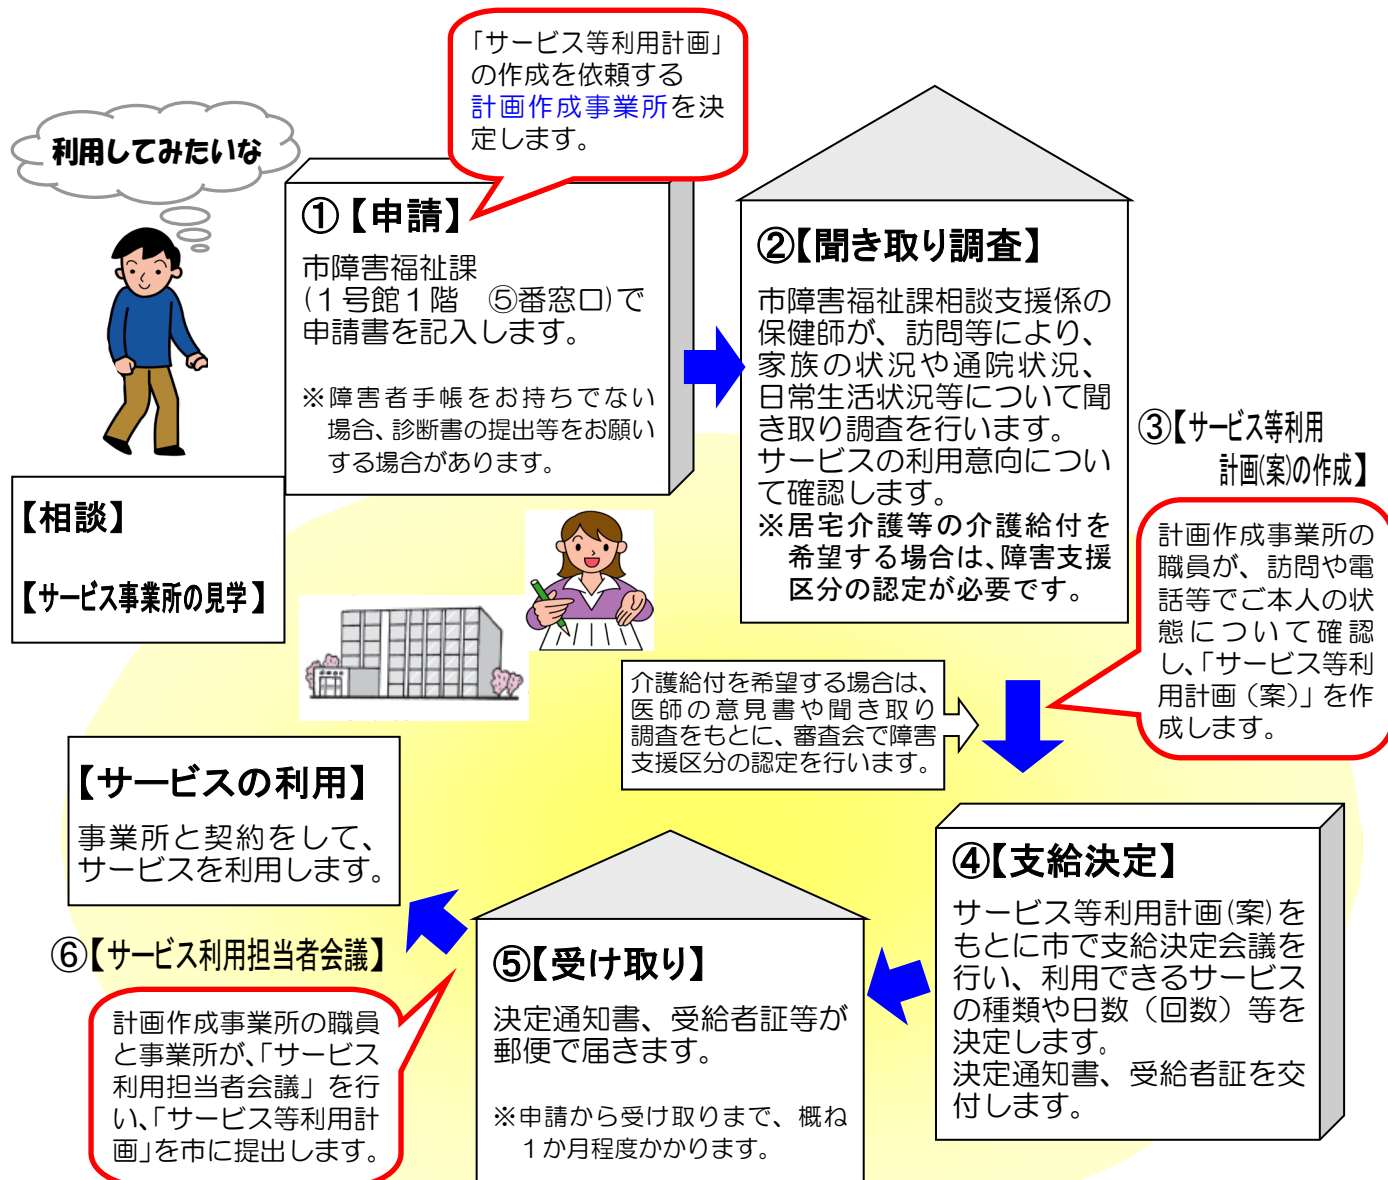 「サービス等利用計画」
の作成を依頼する
計画作成事業所を決
定します。
利用してみたいな
①【申請】
市障害福祉課
(１号館１階　⑤番窓口)で
申請書を記入します。
※障害者手帳をお持ちでない
場合、診断書の提出等をお願い
する場合があります。
②【聞き取り調査】
市障害福祉課相談支援係の
保健師が、訪問等により、
家族の状況や通院状況、
日常生活状況等について聞
き取り調査を行います。
サービスの利用意向につい
て確認します。
※居宅介護等の介護給付を
希望する場合は、障害支援
区分の認定が必要です。
【相談】
【サービス事業所の見学】
③【サービス等利用
計画(案)の作成】
計画作成事業所の
職員が、訪問や電
話等でご本人の状
態について確認
し、「サービス等利
用計画（案）」を作
成します。
介護給付を希望する場合は、
医師の意見書や聞き取り
調査をもとに、審査会で障害
支援区分の認定を行います。
④【支給決定】
サービス等利用計画(案)を
もとに市で支給決定会議を
行い、利用できるサービス
の種類や日数（回数）等を
決定します。
決定通知書、受給者証を交
付します。
⑤【受け取り】
決定通知書、受給者証等が
郵便で届きます。
※申請から受け取りまで、概ね
１か月程度かかります。
【サービスの利用】
事業所と契約をして、
サービスを利用します。
⑥【サービス利用担当者会議】
計画作成事業所の職員
と事業所が、「サービス
利用担当者会議」を行
い、「サービス等利用計
画」を市に提出します。